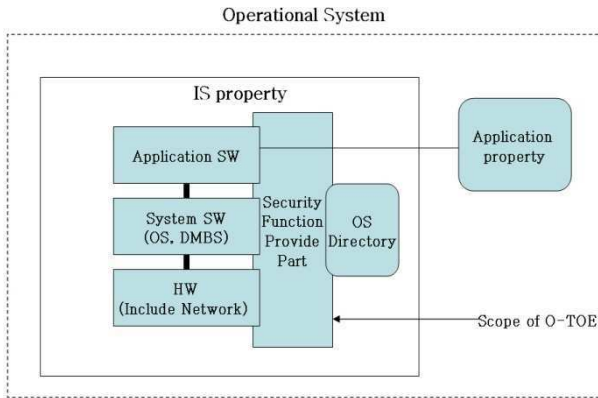 Operational System
IS property
Application SW
Application
property
System SW
(OS, DMBS)
Security
Function
Provide
Part
OS
Directory
HW
(Include Network)
Scope of O-TOE